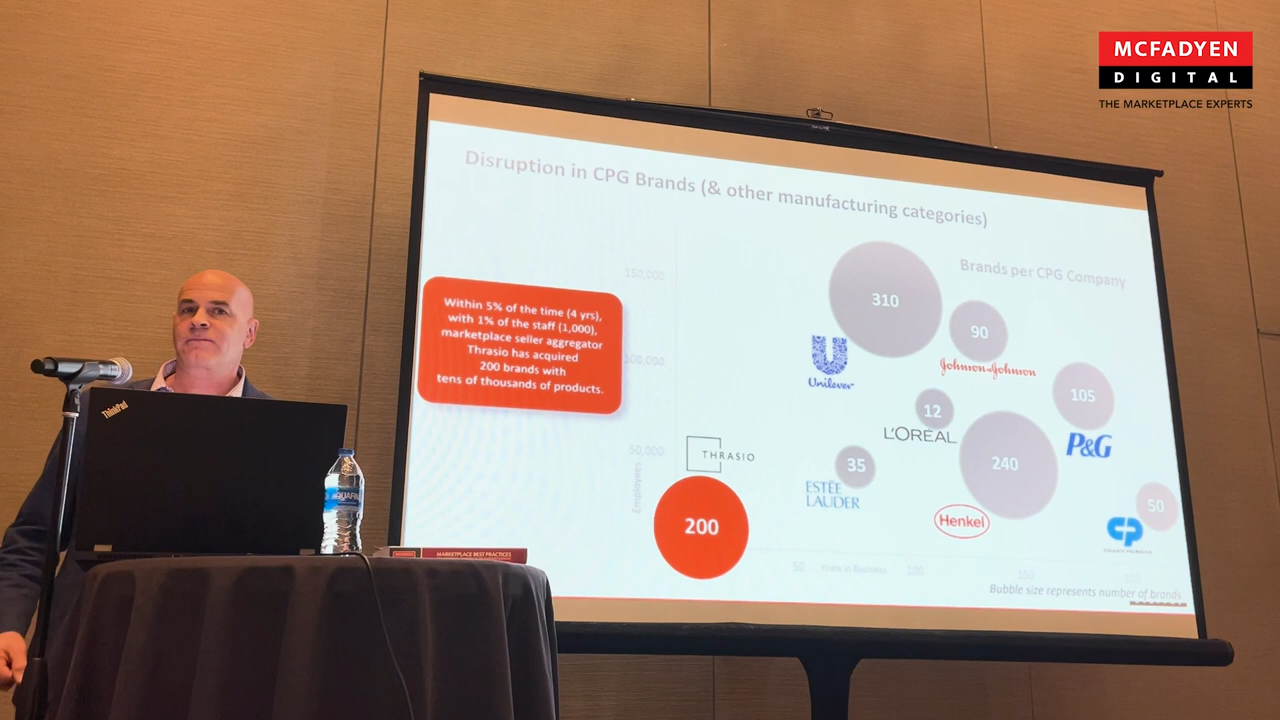 MCFADYEN
DIGITAL
THE MARKETPLACE EXPERTS
Disruption in CPG Brands (& other manufacturing categories)
Brands per CPG Company
Within 5% of the time (4 yrs),
with 1% of the staff (1,000),
marketplace seller aggregator
Thrasio has acquired
200 brands with
tens of thousands of products.
150,000
100,000
50,000
Employees
310
Unilever
90
Johnson & Johnson
105
P&G
12
L'ORÉAL
240
Henkel
35
ESTĒE
LAUDER
50
CP
THRASIO
200
50
Years in Business
100
150
200
Bubble size represents number of brands
ThinkPad
MARKETPLACE BEST PRACTICES